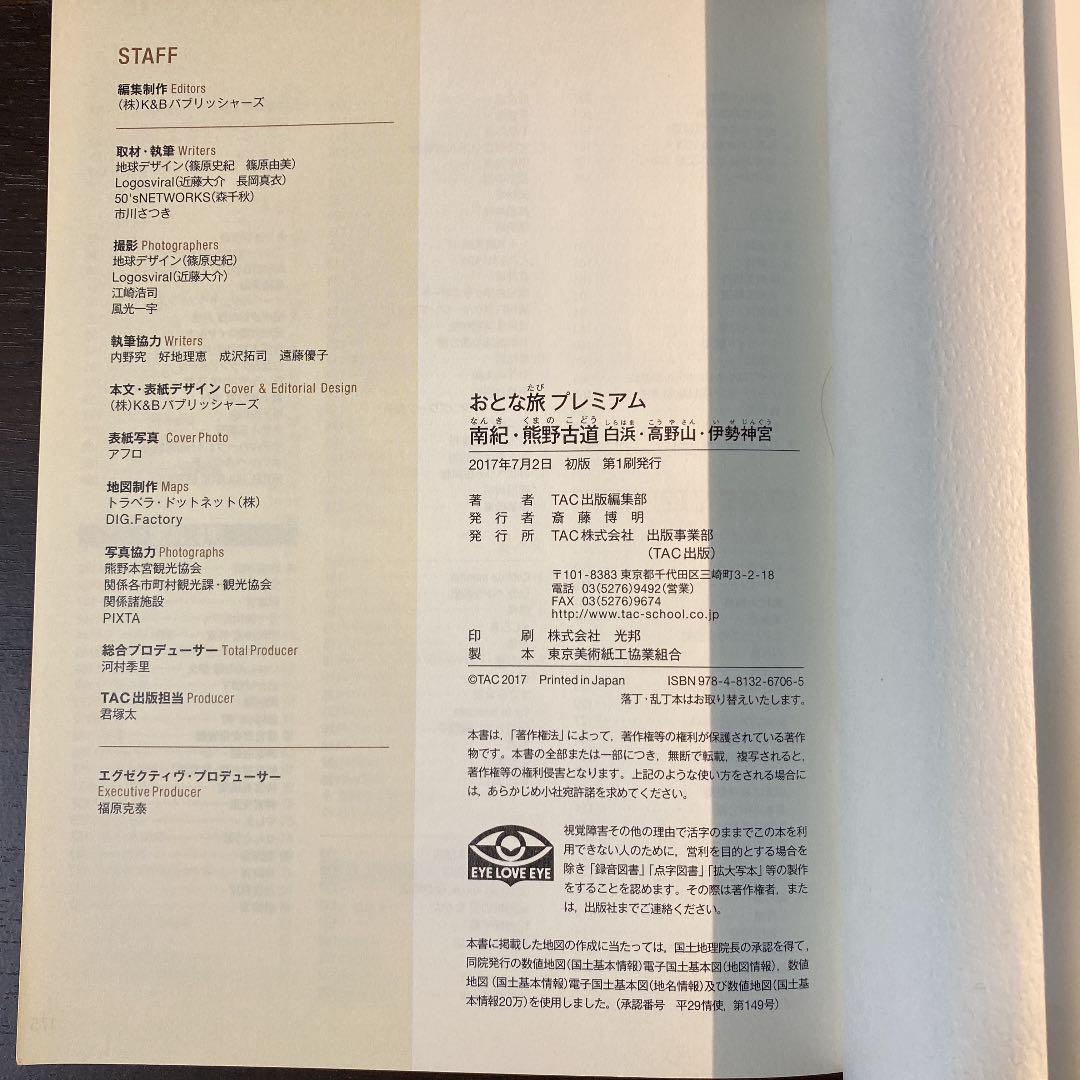 STAFF
編集制作 Editors
(株)K&Bパブリッシャーズ
取材・執筆 Writers
地球デザイン(篠原史紀 篠原由美)
Logosviral(近藤大介 長岡真衣)
50'sNETWORKS(森千秋)
市川さつき
撮影 Photographers
地球デザイン(篠原史紀)
Logosviral(近藤大介)
江崎浩司
風光一宇
執筆協力 Writers
内野究 好地理恵 成沢拓司 遠藤優子
本文・表紙デザイン Cover & Editorial Design
(株)K&Bパブリッシャーズ
表紙写真 Cover Photo
アフロ
地図制作 Maps
トラベラ・ドットネット(株)
DIG.Factory
写真協力 Photographs
熊野本宮観光協会
関係各市町村観光課・観光協会
関係諸施設
PIXTA
総合プロデューサー Total Producer
河村季里
TAC出版担当 Producer
君塚太
エグゼクティヴ・プロデューサー
Executive Producer
福原克泰
たび
おとな旅 プレミアム
なんき くまのこどう しらはま こうやさん いせじんぐう
南紀・熊野古道 白浜・高野山・伊勢神宮
2017年7月2日 初版 第1刷発行
著者 TAC出版編集部
発行者 斎藤博明
発行所 TAC株式会社 出版事業部
(TAC出版)
〒101-8383 東京都千代田区三崎町3-2-18
電話 03(5276)9492(営業)
FAX 03(5276)9674
http://www.tac-school.co.jp
印刷 株式会社 光邦
製本 東京美術紙工協業組合
©TAC 2017 Printed in Japan ISBN 978-4-8132-6706-5
落丁・乱丁本はお取り替えいたします。
本書は,「著作権法」によって,著作権等の権利が保護されている著作
物です。本書の全部または一部につき,無断で転載,複写されると,
著作権等の権利侵害となります。上記のような使い方をされる場合に
は,あらかじめ小社宛許諾を求めてください。
EYE LOVE EYE
視覚障害その他の理由で活字のままでこの本を利
用できない人のために,営利を目的とする場合を
除き「録音図書」「点字図書」「拡大写本」等の製作
をすることを認めます。その際は著作権者,また
は,出版社までご連絡ください。
本書に掲載した地図の作成に当たっては,国土地理院長の承認を得て,
同院発行の数値地図(国土基本情報)電子国土基本図(地図情報),数値
地図(国土基本情報)電子国土基本図(地名情報)及び数値地図(国土基
本情報20万)を使用しました。(承認番号 平29情使、第149号)